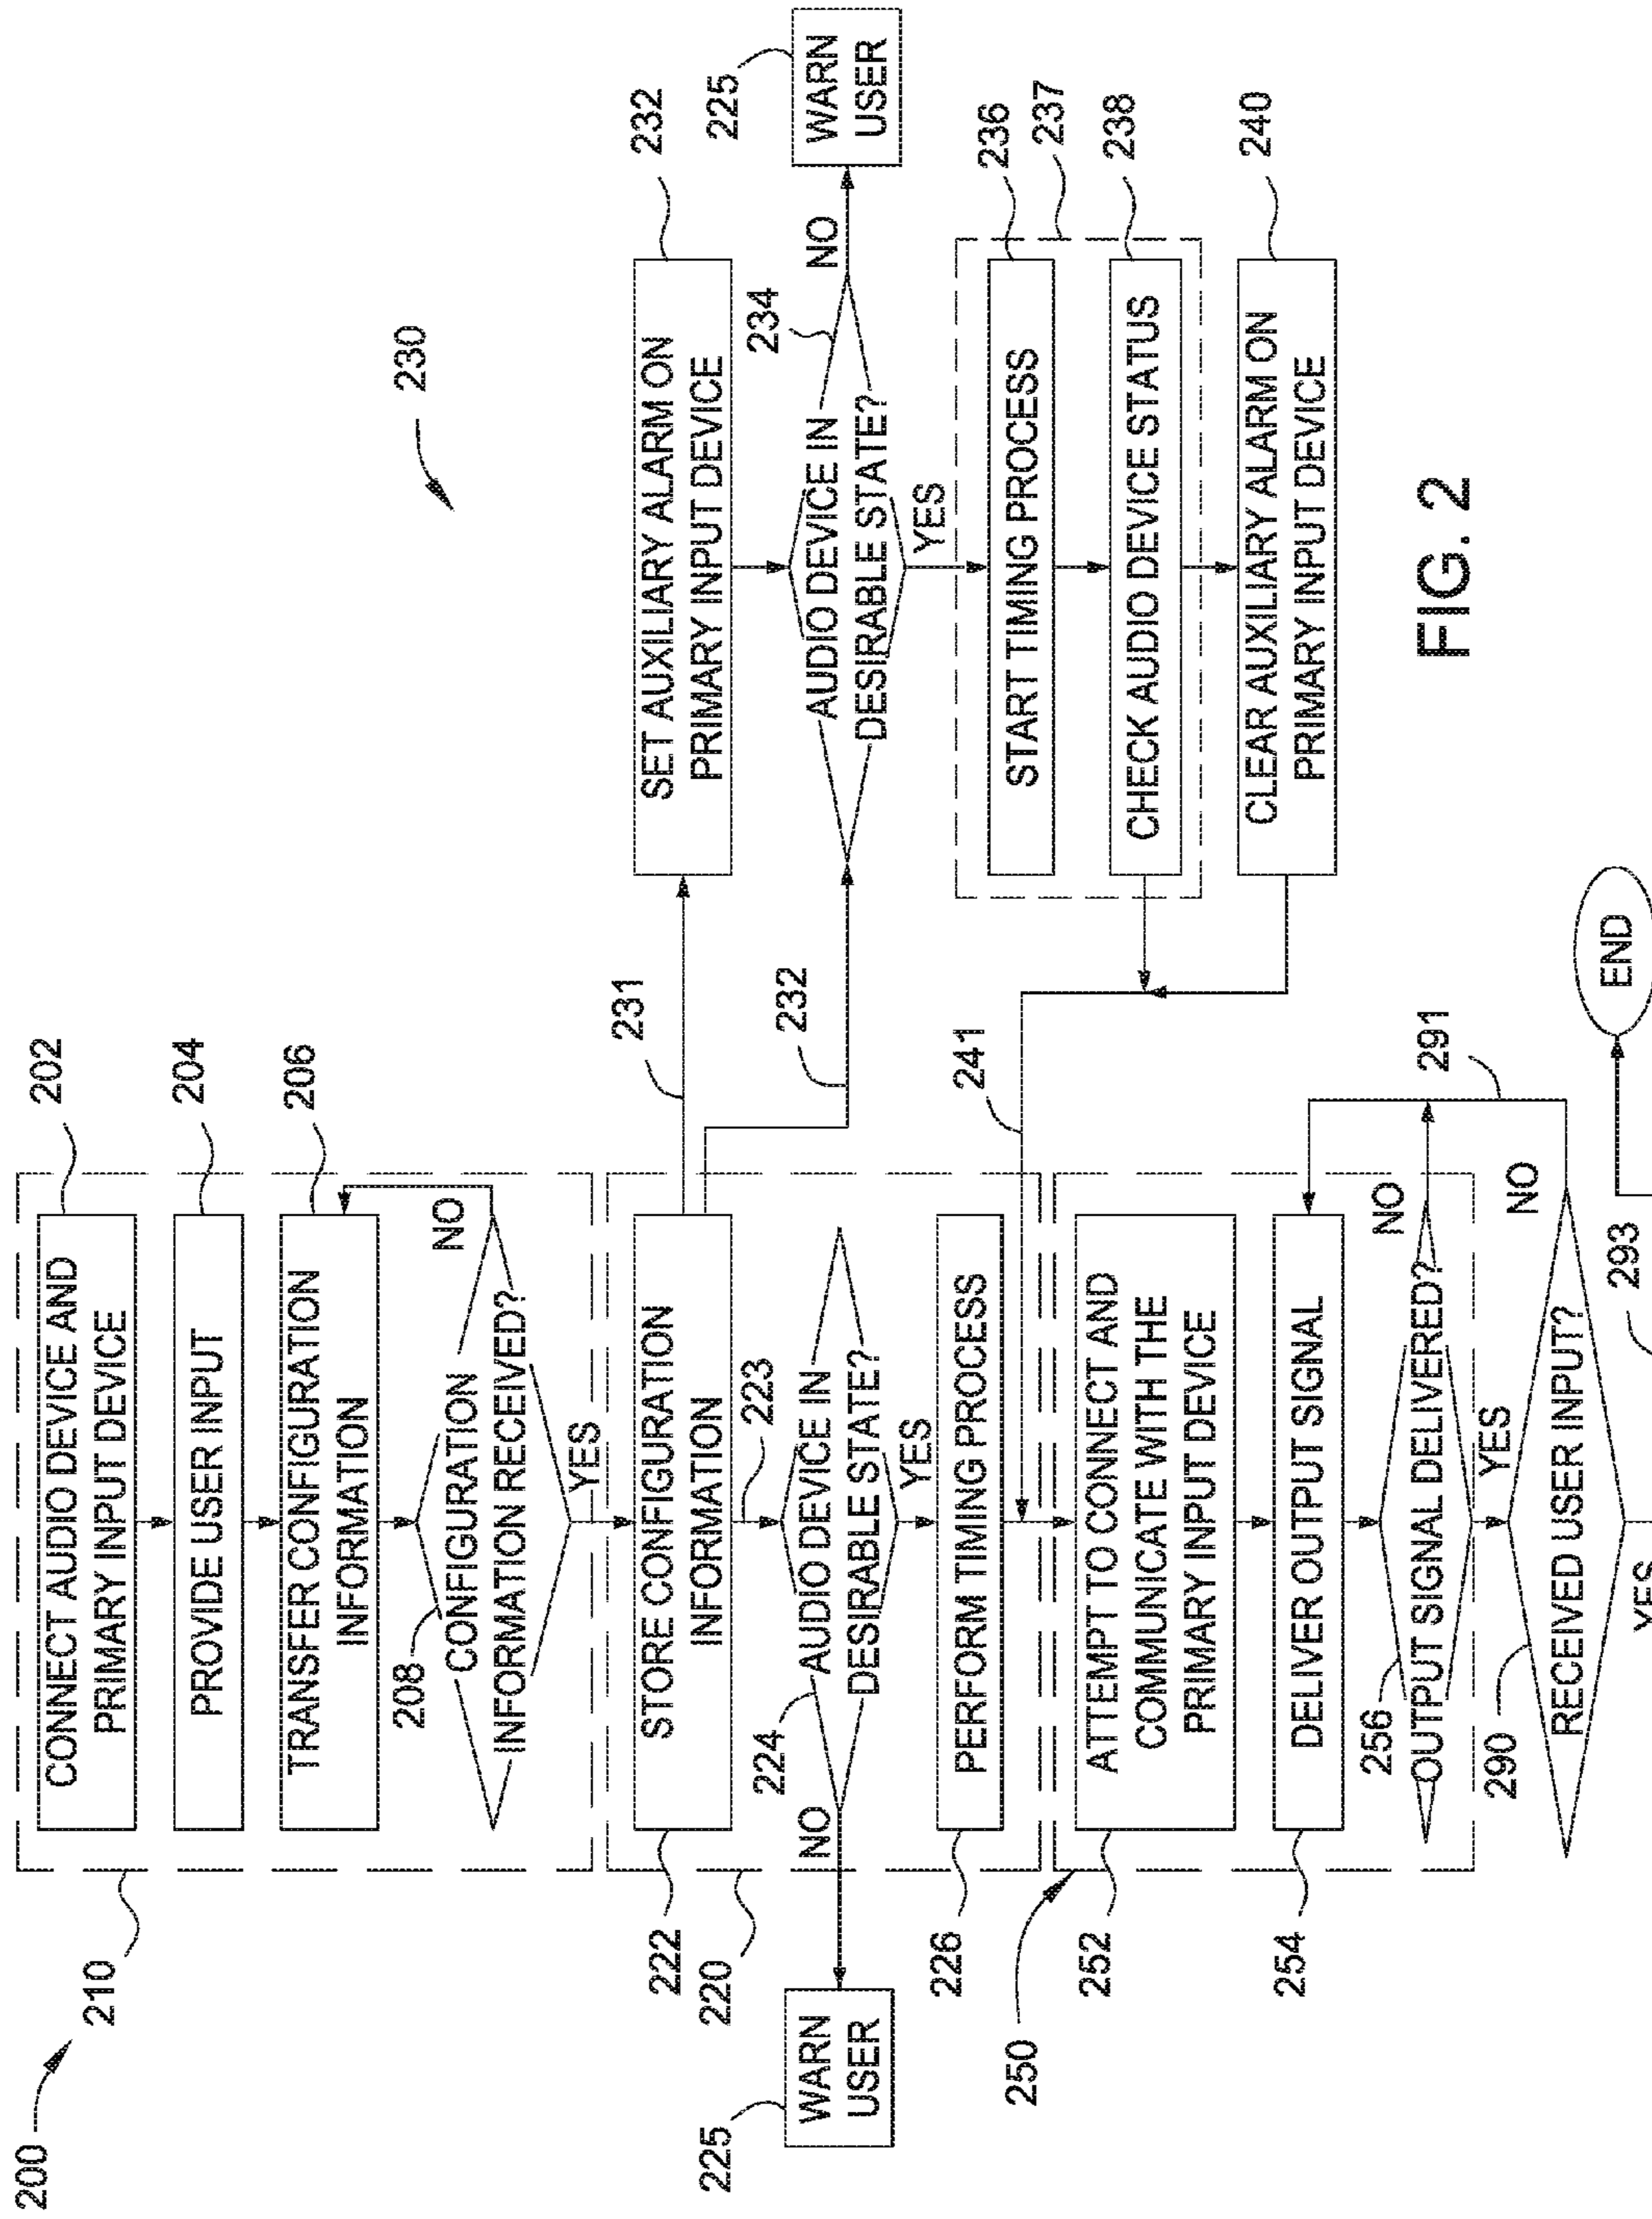 200
210
CONNECT AUDIO DEVICE AND
PRIMARY INPUT DEVICE
202
PROVIDE USER INPUT
204
TRANSFER CONFIGURATION
INFORMATION
206
208
CONFIGURATION
INFORMATION RECEIVED?
NO
YES
230
222
STORE CONFIGURATION
INFORMATION
231
SET AUXILIARY ALARM ON
PRIMARY INPUT DEVICE
232
220
223
232
225
WARN
USER
NO
224
AUDIO DEVICE IN
DESIRABLE STATE?
YES
234
AUDIO DEVICE IN
DESIRABLE STATE?
NO
YES
225
WARN
USER
226
PERFORM TIMING PROCESS
241
START TIMING PROCESS
236
237
CHECK AUDIO DEVICE STATUS
238
CLEAR AUXILIARY ALARM ON
PRIMARY INPUT DEVICE
240
250
252
ATTEMPT TO CONNECT AND
COMMUNICATE WITH THE
PRIMARY INPUT DEVICE
254
DELIVER OUTPUT SIGNAL
256
OUTPUT SIGNAL DELIVERED?
NO
291
YES
290
RECEIVED USER INPUT?
NO
YES
293
END
FIG. 2